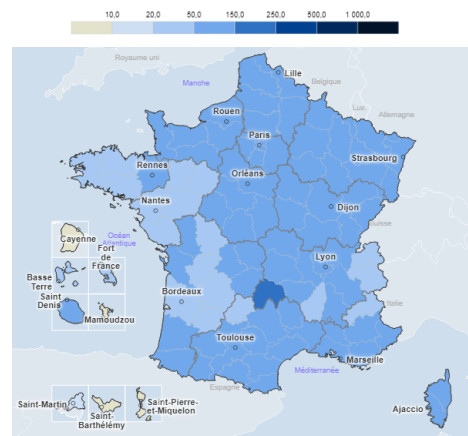 10,0 20,0 50,0 150,0 250,0 500,0 1 000,0
Royaume uni
Lille
Belgique
Manche
Lux.
Rouen
Allemagne
Paris
Strasbourg
Rennes
Orléans
Nantes
Dijon
Suisse
Océan
Atlantique
Cayenne
Fort
de
France
Lyon
Basse
Terre
Bordeaux
Saint
Denis
Italie
Mamoudzou
Toulouse
Marseille
Méditerranée
Espagne
Saint-Martin
Saint-Pierre-
et-Miquelon
Saint-
Barthélémy
Ajaccio